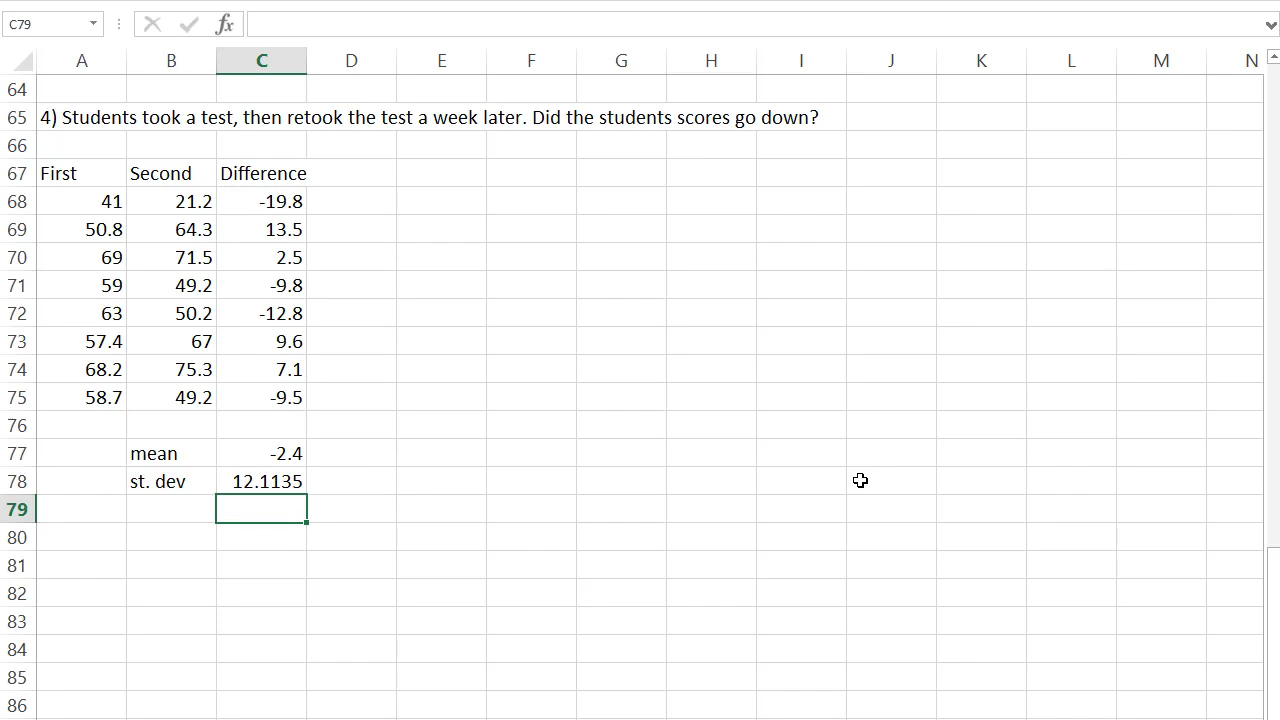 C79 fx
A B C D E F G H I J K L M N
64
65 4) Students took a test, then retook the test a week later. Did the students scores go down?
66
67 First Second Difference
68 41 21.2 -19.8
69 50.8 64.3 13.5
70 69 71.5 2.5
71 59 49.2 -9.8
72 63 50.2 -12.8
73 57.4 67 9.6
74 68.2 75.3 7.1
75 58.7 49.2 -9.5
76
77 mean -2.4
78 st. dev 12.1135
79
80
81
82
83
84
85
86